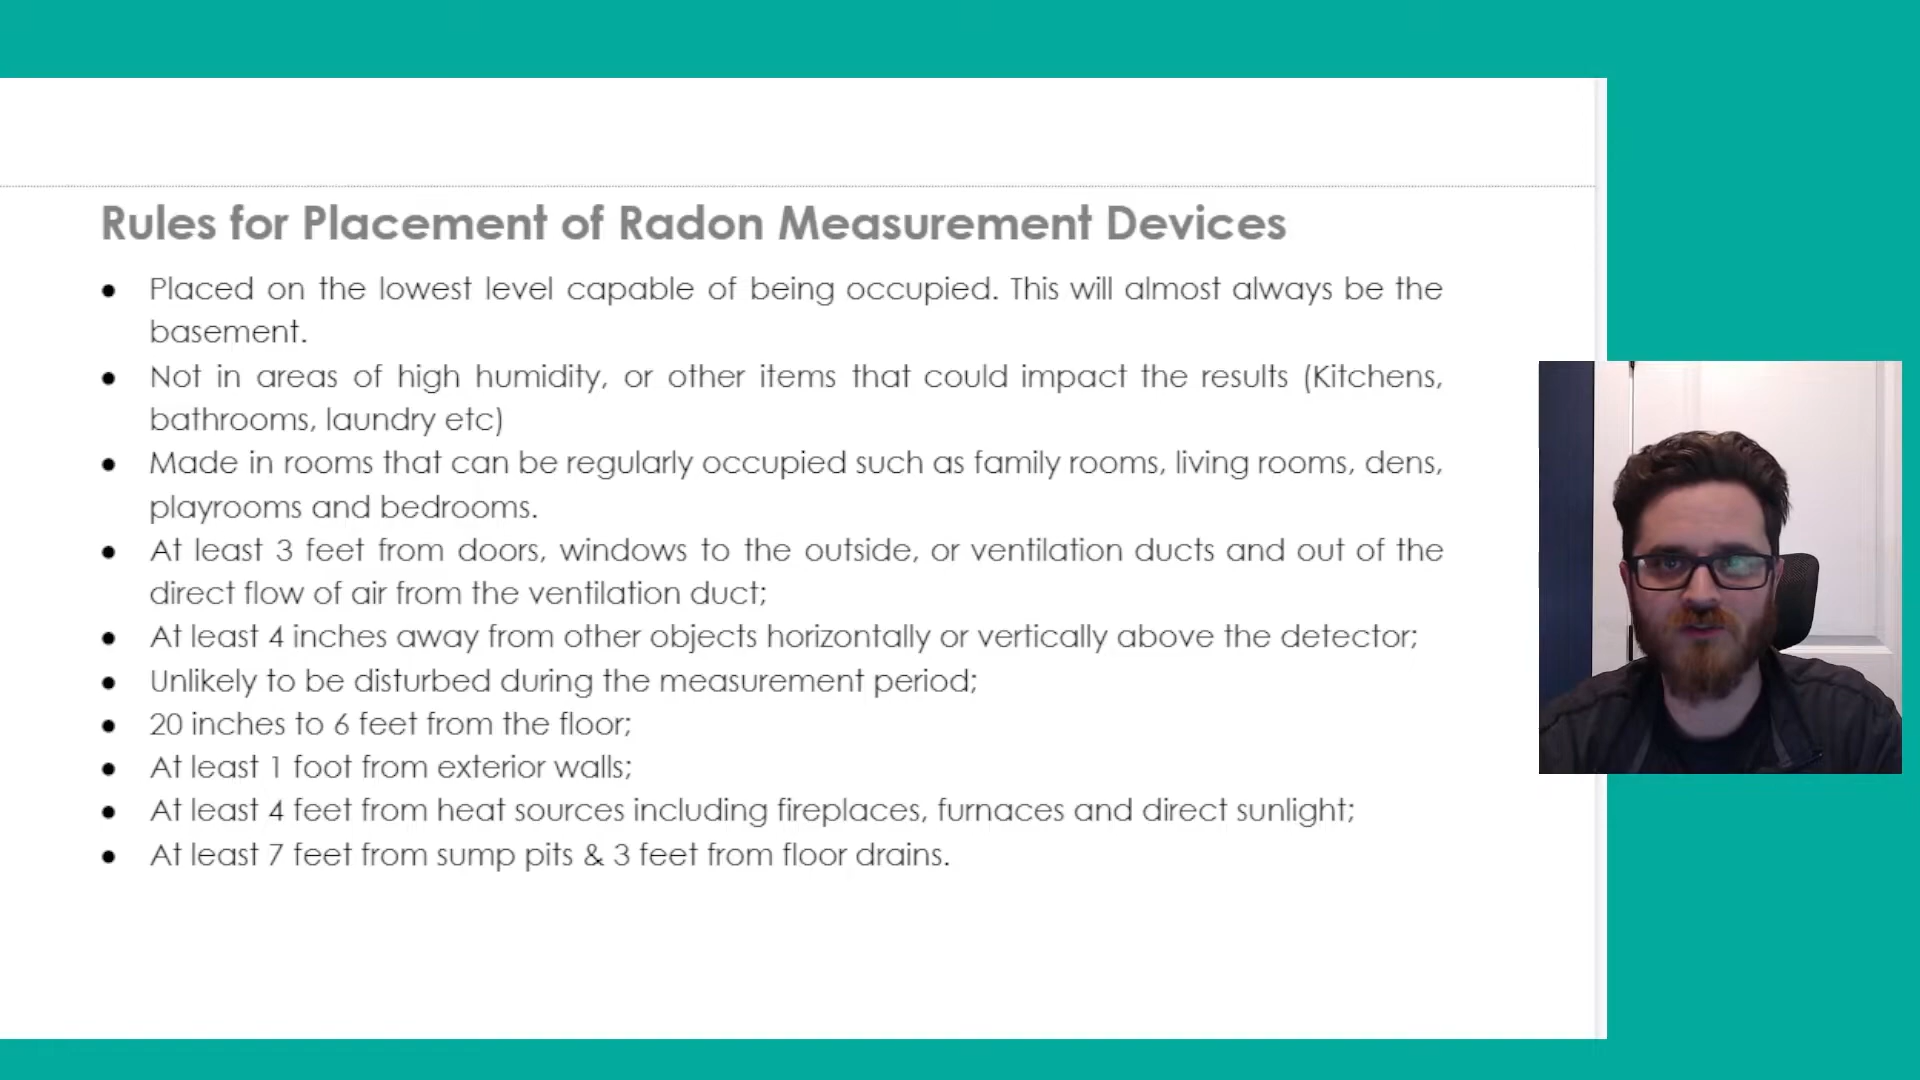 Rules for Placement of Radon Measurement Devices
● Placed on the lowest level capable of being occupied. This will almost always be the
basement.
● Not in areas of high humidity, or other items that could impact the results (Kitchens,
bathrooms, laundry etc)
● Made in rooms that can be regularly occupied such as family rooms, living rooms, dens,
playrooms and bedrooms.
● At least 3 feet from doors, windows to the outside, or ventilation ducts and out of the
direct flow of air from the ventilation duct;
● At least 4 inches away from other objects horizontally or vertically above the detector;
● Unlikely to be disturbed during the measurement period;
● 20 inches to 6 feet from the floor;
● At least 1 foot from exterior walls;
● At least 4 feet from heat sources including fireplaces, furnaces and direct sunlight;
● At least 7 feet from sump pits & 3 feet from floor drains.